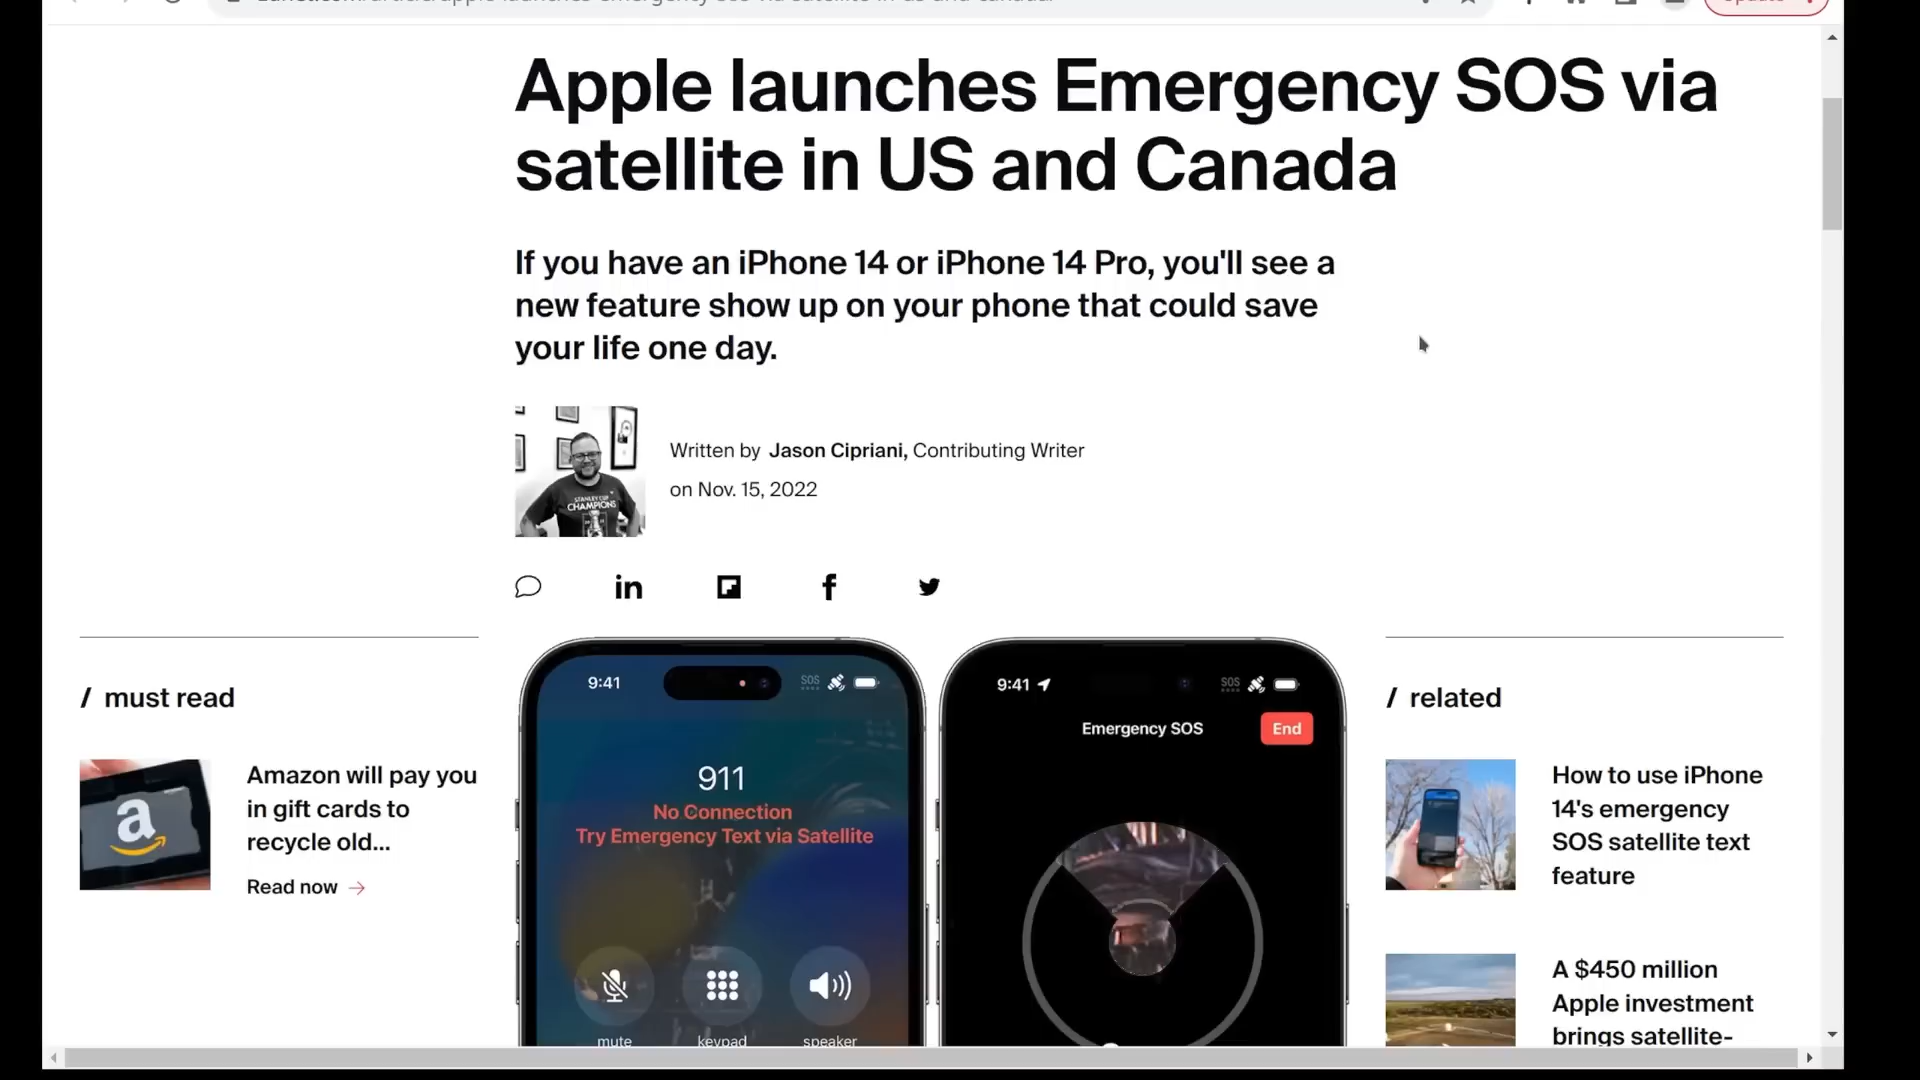 Apple launches Emergency SOS via
satellite in US and Canada
If you have an iPhone 14 or iPhone 14 Pro, you'll see a
new feature show up on your phone that could save
your life one day.
Written by Jason Cipriani, Contributing Writer
on Nov. 15, 2022
STANLEY CUP
CHAMPIONS
in
f
/ must read
Amazon will pay you
in gift cards to
recycle old...
Read now →
9:41
SOS
911
No Connection
Try Emergency Text via Satellite
mute
keypad
speaker
9:41
SOS
Emergency SOS
End
/ related
How to use iPhone
14's emergency
SOS satellite text
feature
A $450 million
Apple investment
brings satellite-